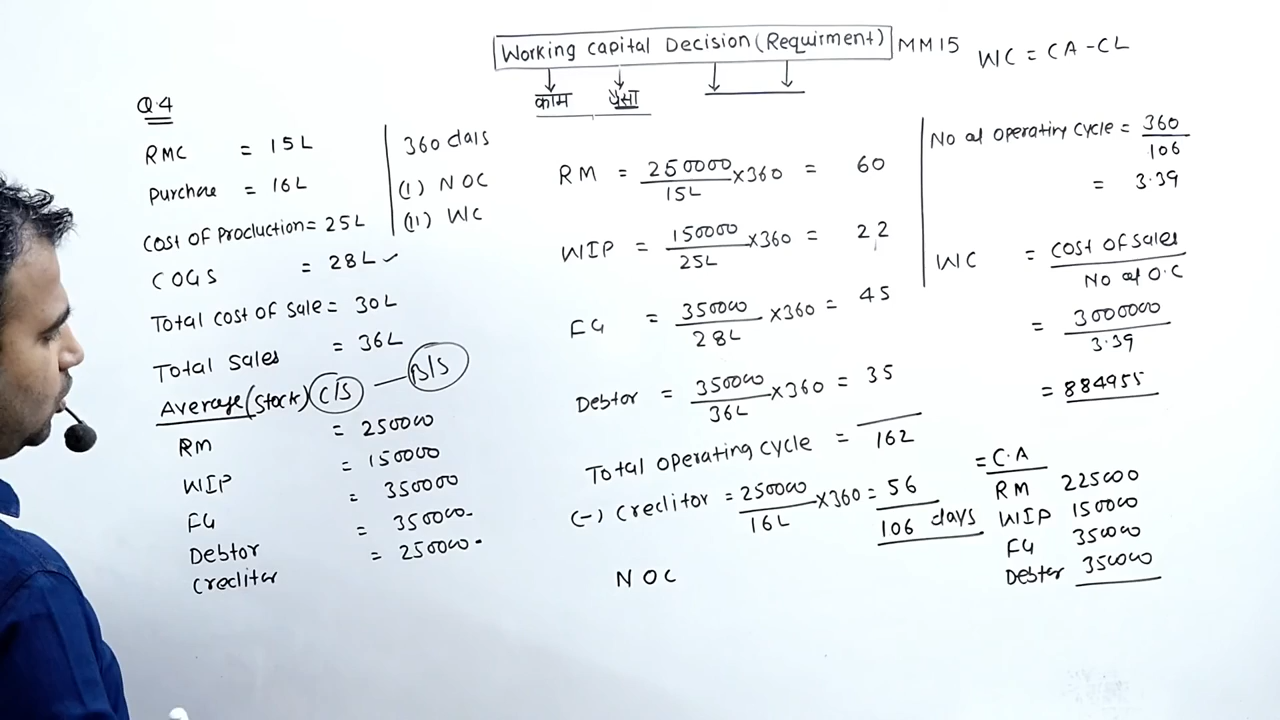 Working Capital Decision (Requirment) MM15
WC = CA - CL
काम पैसा
Q.4
RMC = 15L
Purchase = 16L
Cost of Production = 25L
COGS = 28L ✓
Total cost of sale = 30L
Total Sales = 36L
Average (Stock) C/S — B/S
RM = 250000
WIP = 150000
FG = 350000
Debtor = 350000
Creditor = 250000
360 dais
(I) NOC
(II) WC
RM = 250000/15L × 360 = 60
WIP = 150000/25L × 360 = 22
FG = 350000/28L × 360 = 45
Debtor = 350000/36L × 360 = 35
Total operating cycle = 162
(-) Creditor = 250000/16L × 360 = 56
106 days
NOC
No of operating cycle = 360/106
= 3.39
WC = Cost of Sales/No of O.C
= 3000000/3.39
= 884955
= C.A
RM 225000
WIP 150000
FG 350000
Debter 350000